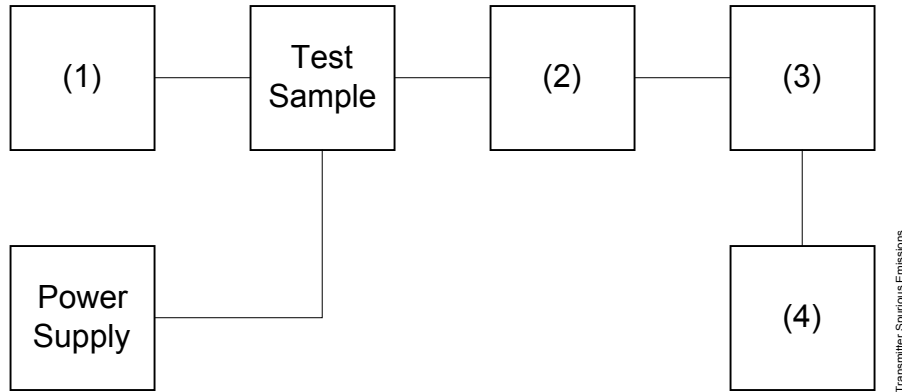 (1)
Test
Sample
(2)
(3)
Power
Supply
(4)
Transmitter Spurious Emissions